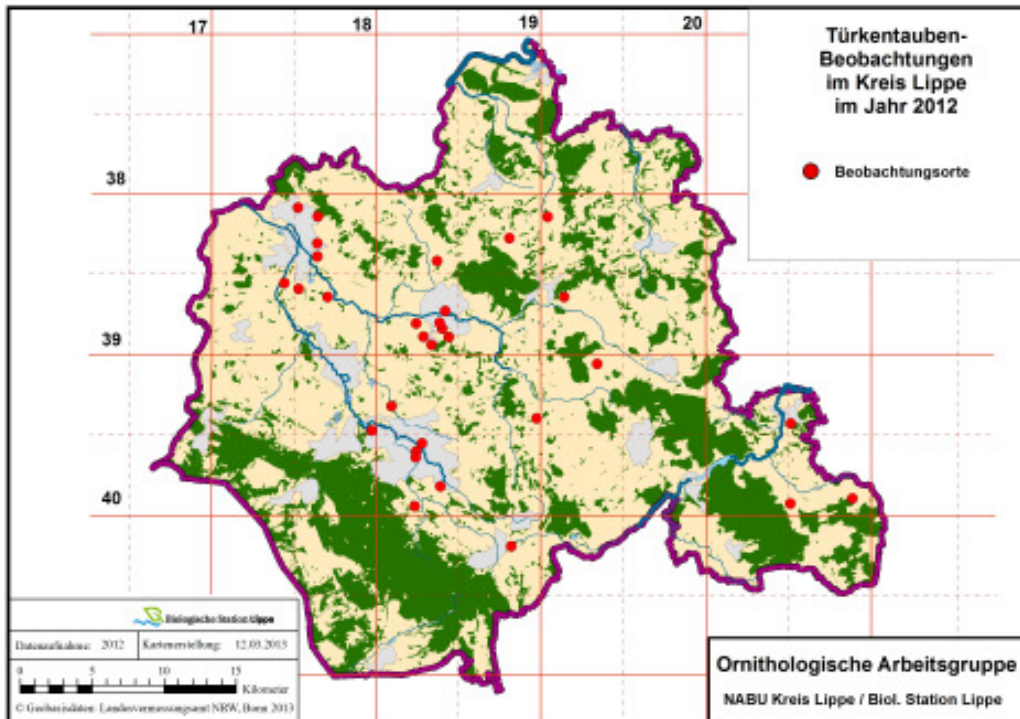 17 18 19 20
Türkentauben-
Beobachtungen
im Kreis Lippe
im Jahr 2012
Beobachtungsorte
38
39
40
Biologische Station Lippe
Datenaufnahme: 2012 Kartenerstellung: 12.03.2013
0 5 10 15
Kilometer
© Geobasisdaten: Landesvermessungsamt NRW, Bonn 2013
Ornithologische Arbeitsgruppe
NABU Kreis Lippe / Biol. Station Lippe